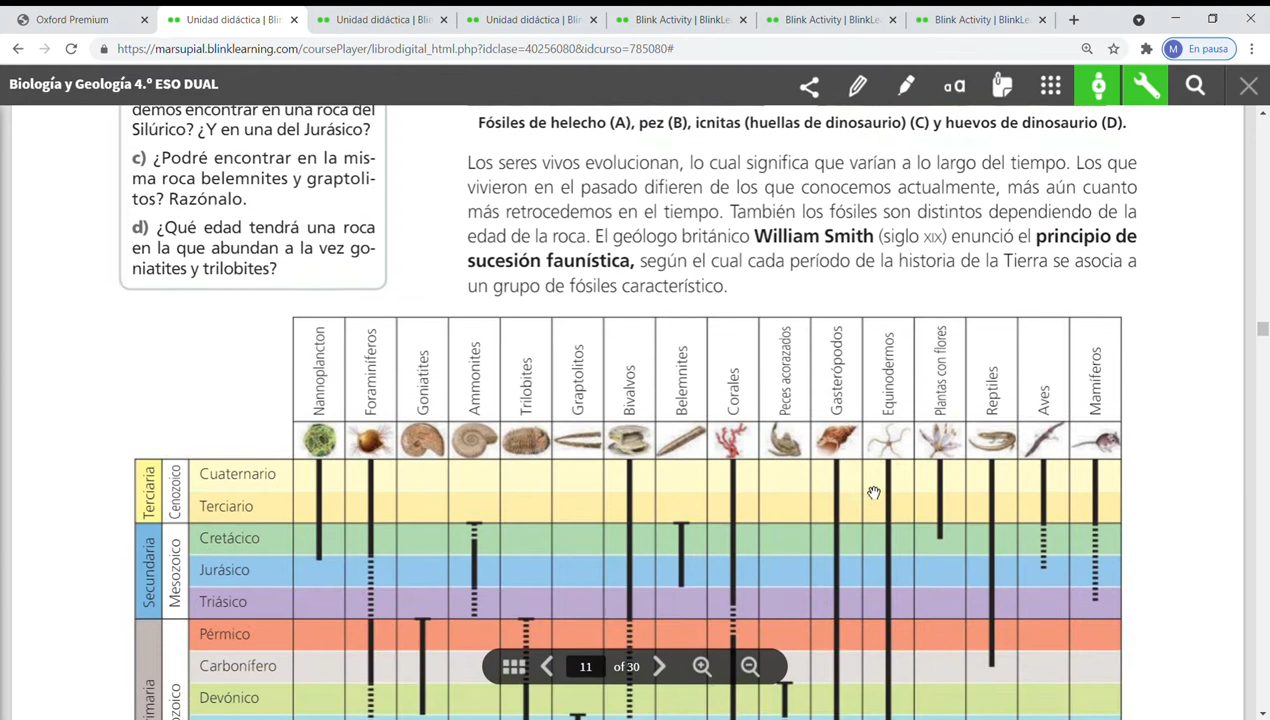 Oxford Premium
Unidad didáctica | Blin
Unidad didáctica | Bl
Unidad didáctica | Blin
Blink Activity | BlinkLe
Blink Activity | BlinkLe
Blink Activity | BlinkLe
https://marsupial.blinklearning.com/coursePlayer/librodigital_html.php?idclase=40256080&idcurso=785080#
M En pausa
Biología y Geología 4.º ESO DUAL
aa
demos encontrar en una roca del
Silúrico? ¿Y en una del Jurásico?
c) ¿Podré encontrar en la mis-
ma roca belemnites y graptoli-
tos? Razónalo.
d) ¿Qué edad tendrá una roca
en la que abundan a la vez go-
niatites y trilobites?
Fósiles de helecho (A), pez (B), icnitas (huellas de dinosaurio) (C) y huevos de dinosaurio (D).
Los seres vivos evolucionan, lo cual significa que varían a lo largo del tiempo. Los que
vivieron en el pasado difieren de los que conocemos actualmente, más aún cuanto
más retrocedemos en el tiempo. También los fósiles son distintos dependiendo de la
edad de la roca. El geólogo británico William Smith (siglo XIX) enunció el principio de
sucesión faunística, según el cual cada período de la historia de la Tierra se asocia a
un grupo de fósiles característico.
Nannoplancton
Foraminíferos
Goniatites
Ammonites
Trilobites
Graptolitos
Bivalvos
Belemnites
Corales
Peces acorazados
Gasterópodos
Equinodermos
Plantas con flores
Reptiles
Aves
Mamíferos
Terciaria
Cenozoico
Cuaternario
Terciario
Secundaria
Mesozoico
Cretácico
Jurásico
Triásico
Pérmico
Carbonífero
Devónico
11 of 30